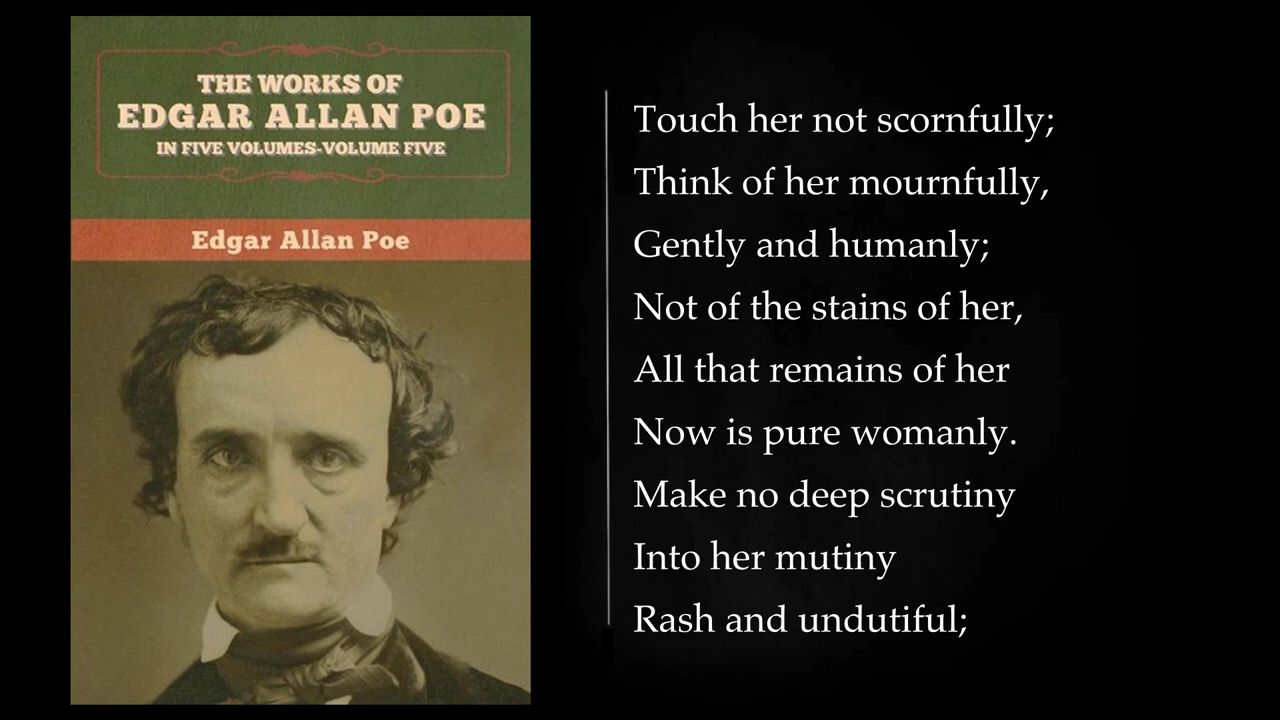 THE WORKS OF
EDGAR ALLAN POE
IN FIVE VOLUMES-VOLUME FIVE
Edgar Allan Poe
Touch her not scornfully;
Think of her mournfully,
Gently and humanly;
Not of the stains of her,
All that remains of her
Now is pure womanly.
Make no deep scrutiny
Into her mutiny
Rash and undutiful;